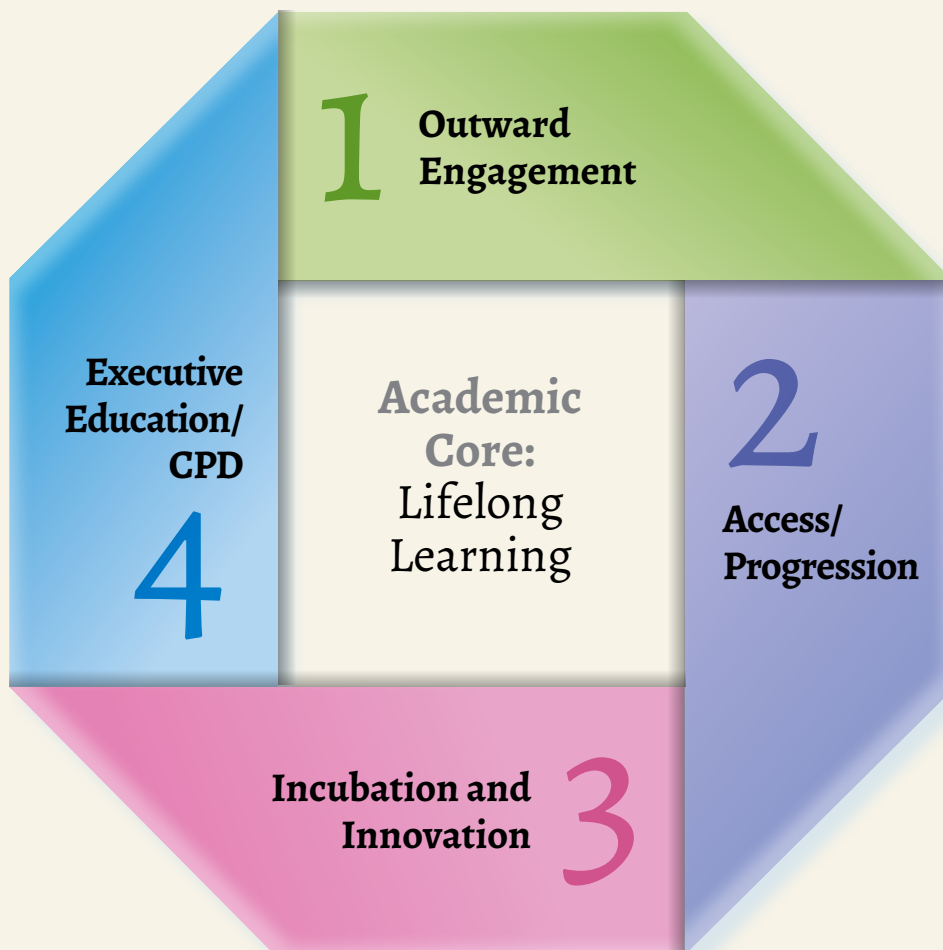 1
Outward
Engagement
2
Access/
Progression
3
Incubation and
Innovation
4
Executive
Education/
CPD
Academic
Core:
Lifelong
Learning